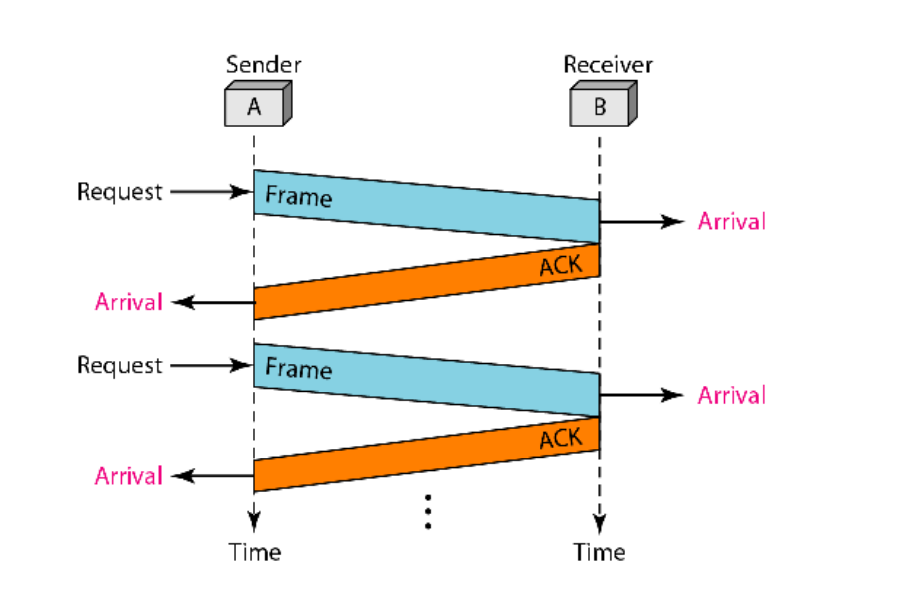 Sender
Receiver
A
B
Request
Frame
Arrival
ACK
Arrival
Request
Frame
Arrival
ACK
Arrival
Time
Time